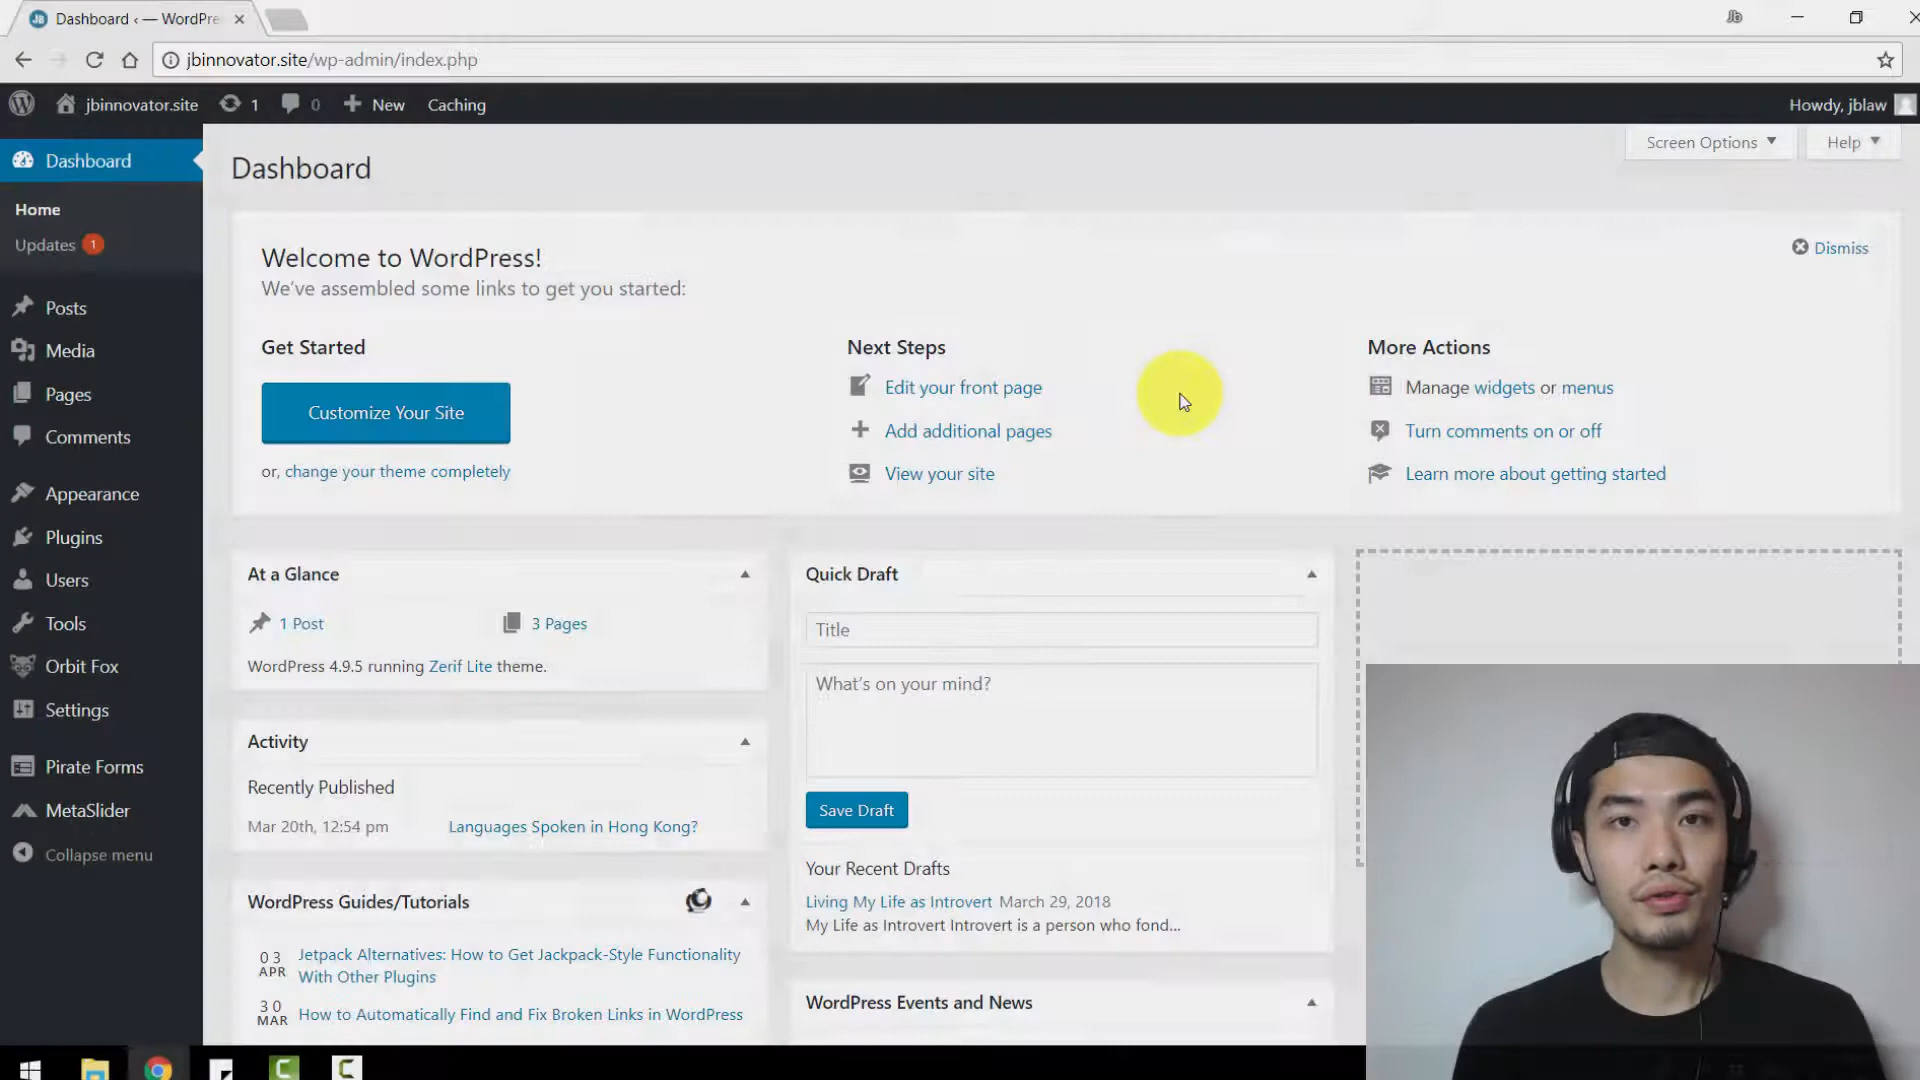 Dashboard ‹ — WordPre
Jb
jbinnovator.site/wp-admin/index.php
jbinnovator.site 1 0 New Caching Howdy, jblaw
Dashboard
Home
Updates 1
Posts
Media
Pages
Comments
Appearance
Plugins
Users
Tools
Orbit Fox
Settings
Pirate Forms
MetaSlider
Collapse menu
Screen Options Help
Dashboard
Welcome to WordPress!
Dismiss
We've assembled some links to get you started:
Get Started
Customize Your Site
or, change your theme completely
Next Steps
Edit your front page
Add additional pages
View your site
More Actions
Manage widgets or menus
Turn comments on or off
Learn more about getting started
At a Glance
1 Post 3 Pages
WordPress 4.9.5 running Zerif Lite theme.
Activity
Recently Published
Mar 20th, 12:54 pm Languages Spoken in Hong Kong?
WordPress Guides/Tutorials
03 APR
Jetpack Alternatives: How to Get Jackpack-Style Functionality
With Other Plugins
30 MAR
How to Automatically Find and Fix Broken Links in WordPress
Quick Draft
Title
What's on your mind?
Save Draft
Your Recent Drafts
Living My Life as Introvert March 29, 2018
My Life as Introvert Introvert is a person who fond...
WordPress Events and News